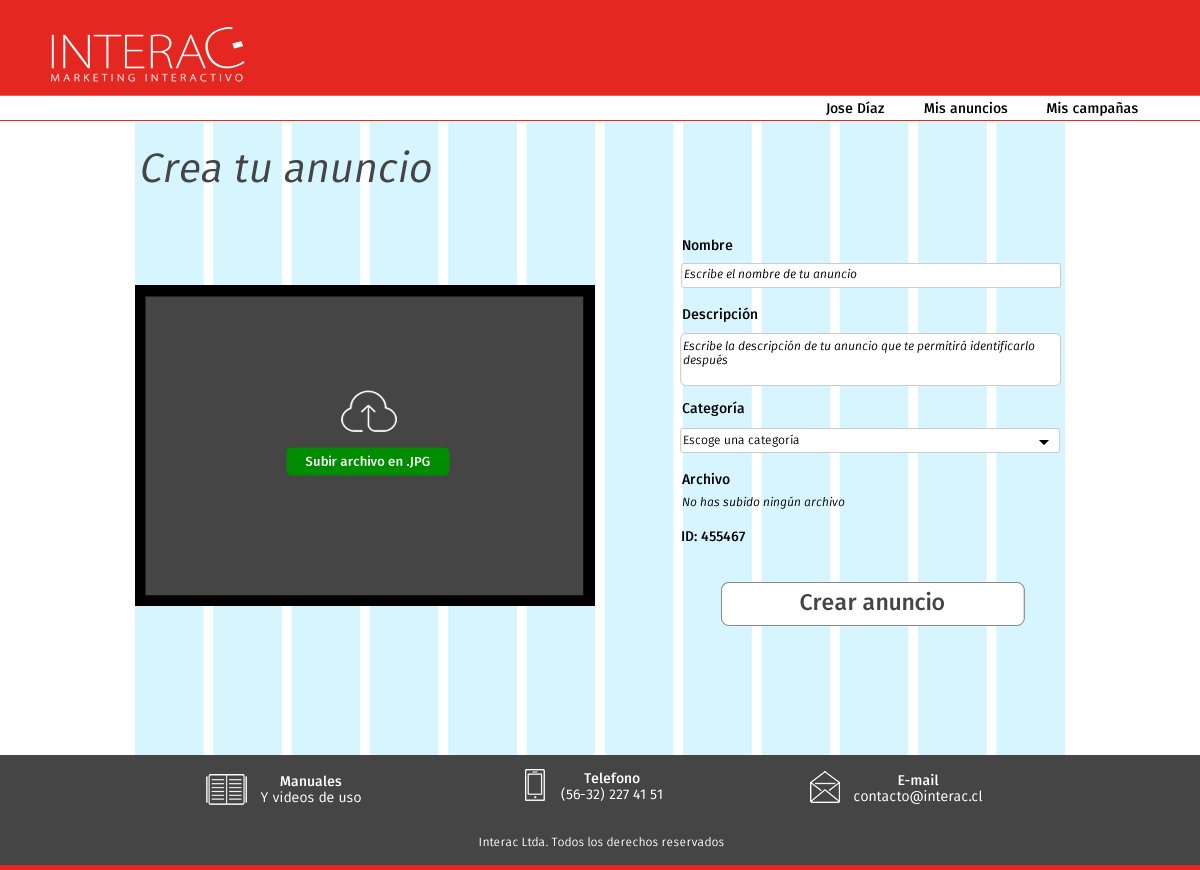 INTERAC
MARKETING INTERACTIVO
Jose Díaz Mis anuncios Mis campañas
Crea tu anuncio
Nombre
Escribe el nombre de tu anuncio
Descripción
Escribe la descripción de tu anuncio que te permitirá identificarlo
después
Categoría
Escoge una categoría
Subir archivo en .JPG
Archivo
No has subido ningún archivo
ID: 455467
Crear anuncio
Manuales
Y videos de uso
Telefono
(56-32) 227 41 51
E-mail
contacto@interac.cl
Interac Ltda. Todos los derechos reservados